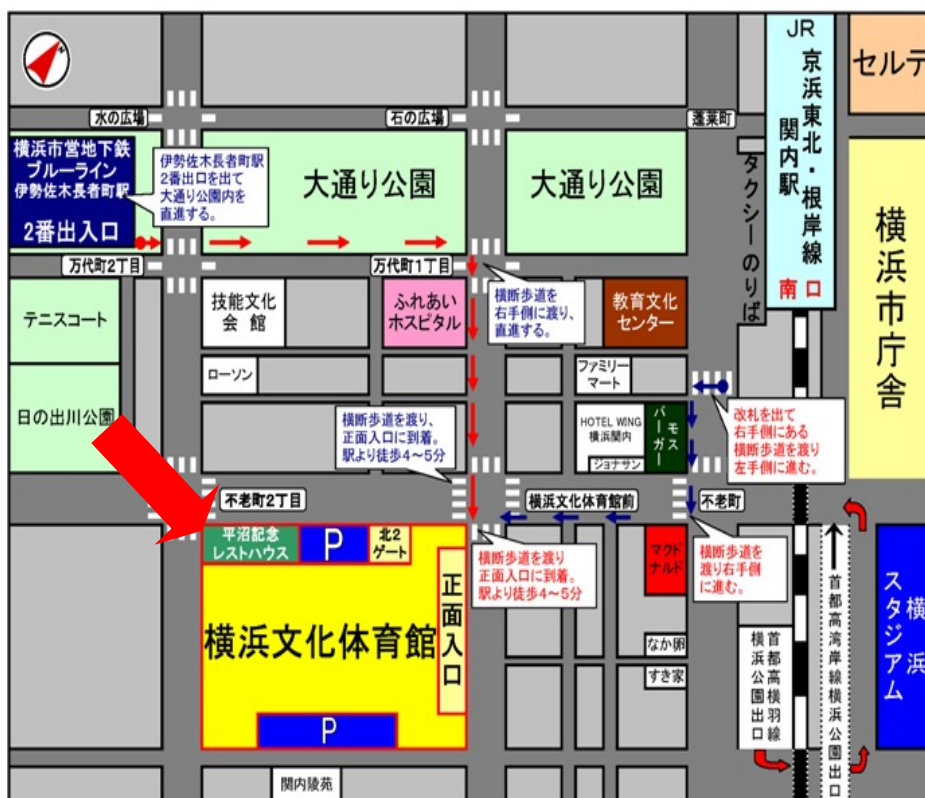 N
JR
京浜東北・根岸線
関内駅
南口
セルテ
水の広場
石の広場
蓬莱町
横浜市営地下鉄
ブルーライン
伊勢佐木長者町駅
2番出入口
伊勢佐木長者町駅
2番出口を出て
大通り公園内を
直進する。
大通り公園
大通り公園
タクシーのりば
横浜市庁舎
万代町2丁目
万代町1丁目
テニスコート
技能文化
会館
ふれあい
ホスピタル
横断歩道を
右手側に渡り、
直進する。
教育文化
センター
ローソン
ファミリー
マート
日の出川公園
横断歩道を渡り、
正面入口に到着。
駅より徒歩4～5分
HOTEL WING
横浜関内
ジョナサン
モス
バーガー
改札を出て
右手側にある
横断歩道を渡り
左手側に進む。
不老町2丁目
横浜文化体育館前
不老町
平沼記念
レストハウス
P
北2
ゲート
正面入口
横浜文化体育館
P
横断歩道を渡り
正面入口に到着。
駅より徒歩4～5分
マクド
ナルド
横断歩道を
渡り右手側
に進む。
なか卯
すき家
首都高横羽線
横浜公園出口
首都高湾岸線横浜公園出口
横浜
スタジアム
関内陵苑